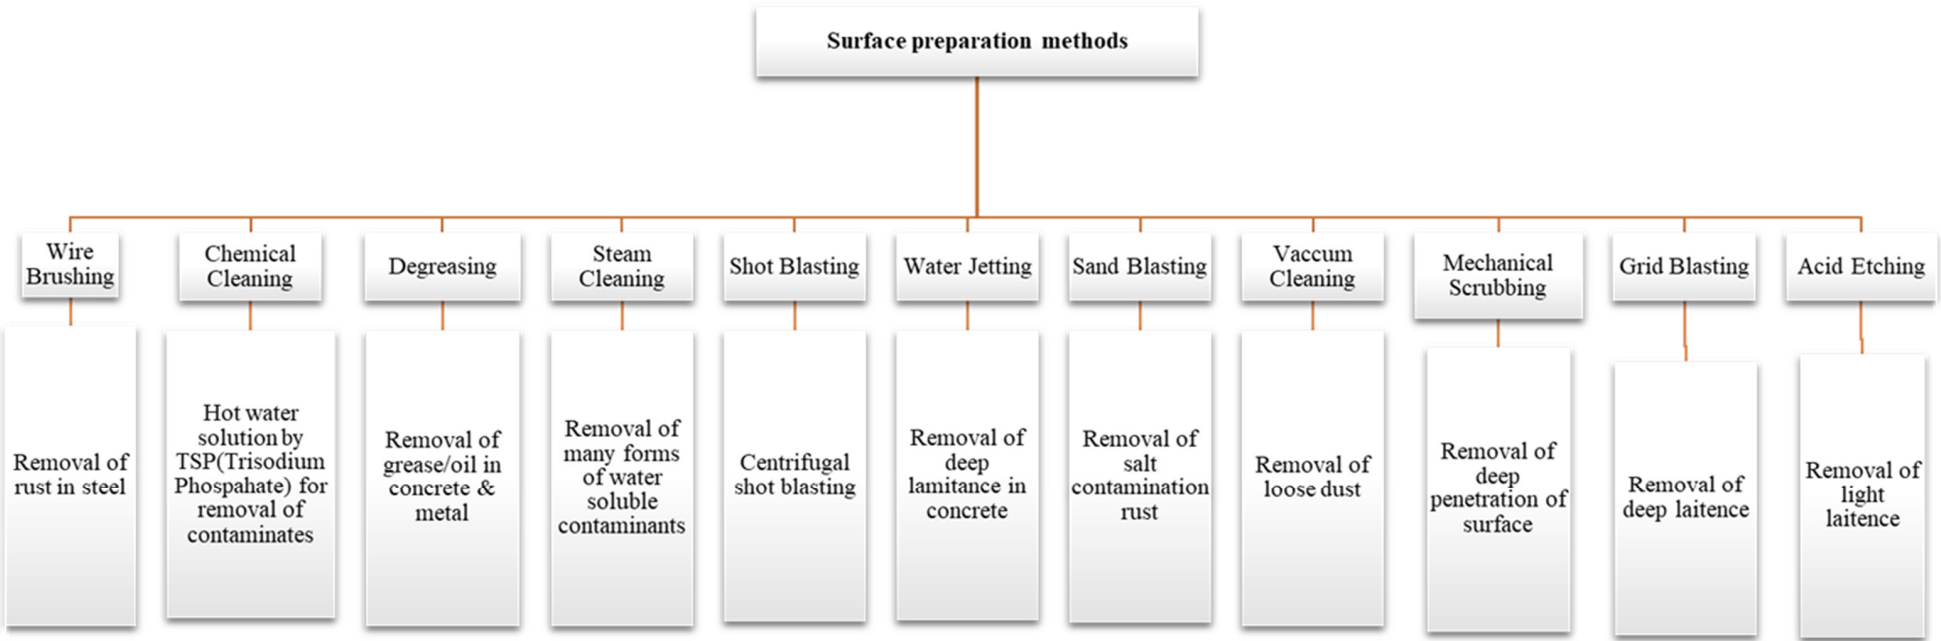 Surface preparation methods
Wire
Brushing
Chemical
Cleaning
Degreasing
Steam
Cleaning
Shot Blasting
Water Jetting
Sand Blasting
Vaccum
Cleaning
Mechanical
Scrubbing
Grid Blasting
Acid Etching
Removal of
rust in steel
Hot water
solution by
TSP(Trisodium
Phospahate) for
removal of
contaminates
Removal of
grease/oil in
concrete &
metal
Removal of
many forms
of water
soluble
contaminants
Centrifugal
shot blasting
Removal of
deep
lamitance in
concrete
Removal of
salt
contamination
rust
Removal of
loose dust
Removal of
deep
penetration of
surface
Removal of
deep laitence
Removal of
light
laitence